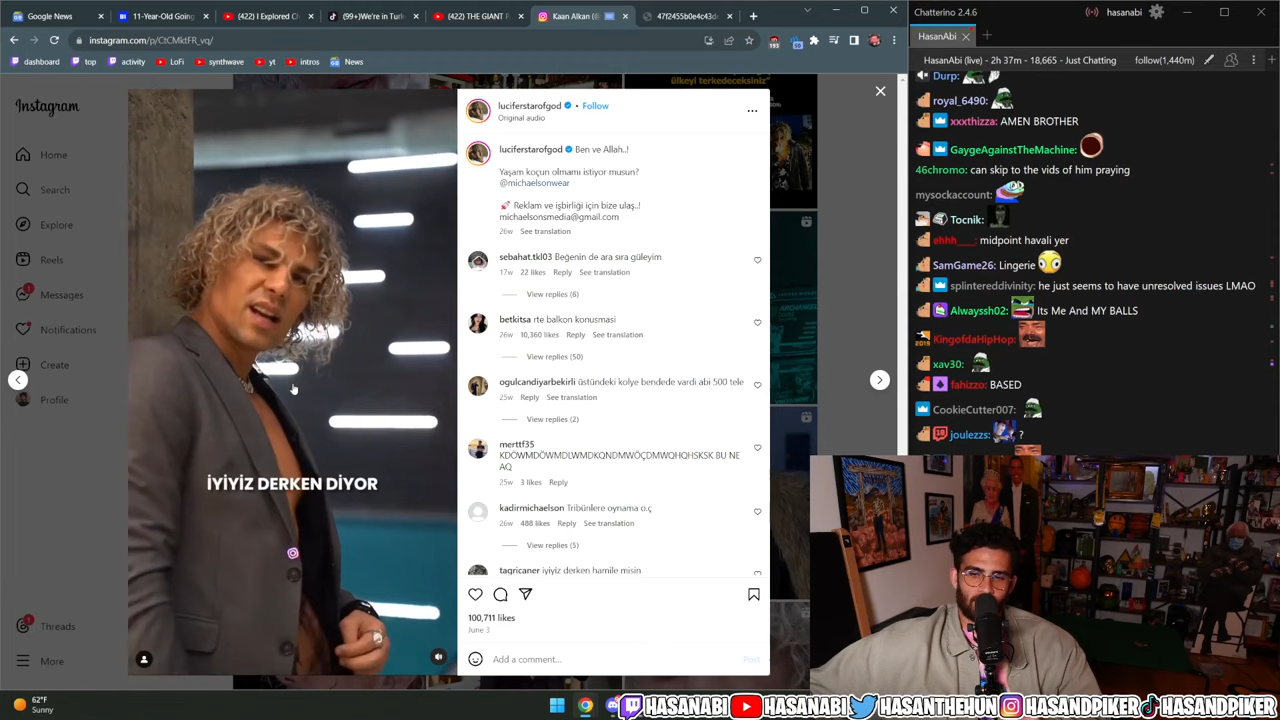 Google News
11-Year-Old Going
(422) I Explored
(99+)We're in Turk
(422) THE GIANT
Kaan Alkan (@
47f2455b0e4c43de
instagram.com/p/CtCMktFR_vq/
dashboard
top
activity
LoFi
synthwave
yt
intros
News
Instagram
Home
Search
Explore
Reels
Messages
Notifications
Create
Profile
Threads
More
İYİYİZ DERKEN DİYOR
ülkeyi terkedeceksiniz"
luciferstarofgod • Follow
Original audio
luciferstarofgod Ben ve Allah..!
Yaşam koçun olmamı istiyor musun?
@michaelsonwear
🚀 Reklam ve işbirliği için bize ulaş..!
michaelsonsmedia@gmail.com
26w See translation
sebahat.tkl03 Beğenin de ara sıra güleyim
17w 22 likes Reply See translation
View replies (6)
betkitsa rte balkon konusmasi
26w 10,360 likes Reply See translation
View replies (50)
ogulcandiyarbekirli üstündeki kolye bendede vardi abi 500 tele
25w Reply See translation
View replies (2)
merttf35
KDÖWMDÖWMDLWMDKQNDMWÖÇDMWQHQHSKSK BU NE
AQ
25w 3 likes Reply
kadirmichaelson Tribünlere oynama o.ç
26w 488 likes Reply See translation
View replies (5)
tagricaner iyiyiz derken hamile misin
100,711 likes
June 3
Add a comment...
Post
Chatterino 2.4.6
hasanabi
HasanAbi
HasanAbi (live) - 2h 37m - 18,665 - Just Chatting
follow(1,440m)
Durp:
royal_6490:
xxxthizza: AMEN BROTHER
GaygeAgainstTheMachine:
46chromo: can skip to the vids of him praying
mysockaccount:
Tocnik:
ehhh____: midpoint havali yer
SamGame26: Lingerie
splintereddivinity: he just seems to have unresolved issues LMAO
Alwayssh02: Its Me And MY BALLS
KingofdaHipHop:
xav30:
fahizzo: BASED
CookieCutter007:
joulezzs: ?
62°F
Sunny
HASANABI
HASANABI
HASANTHEHUN
HASANDPIKER
HASANDPIKER